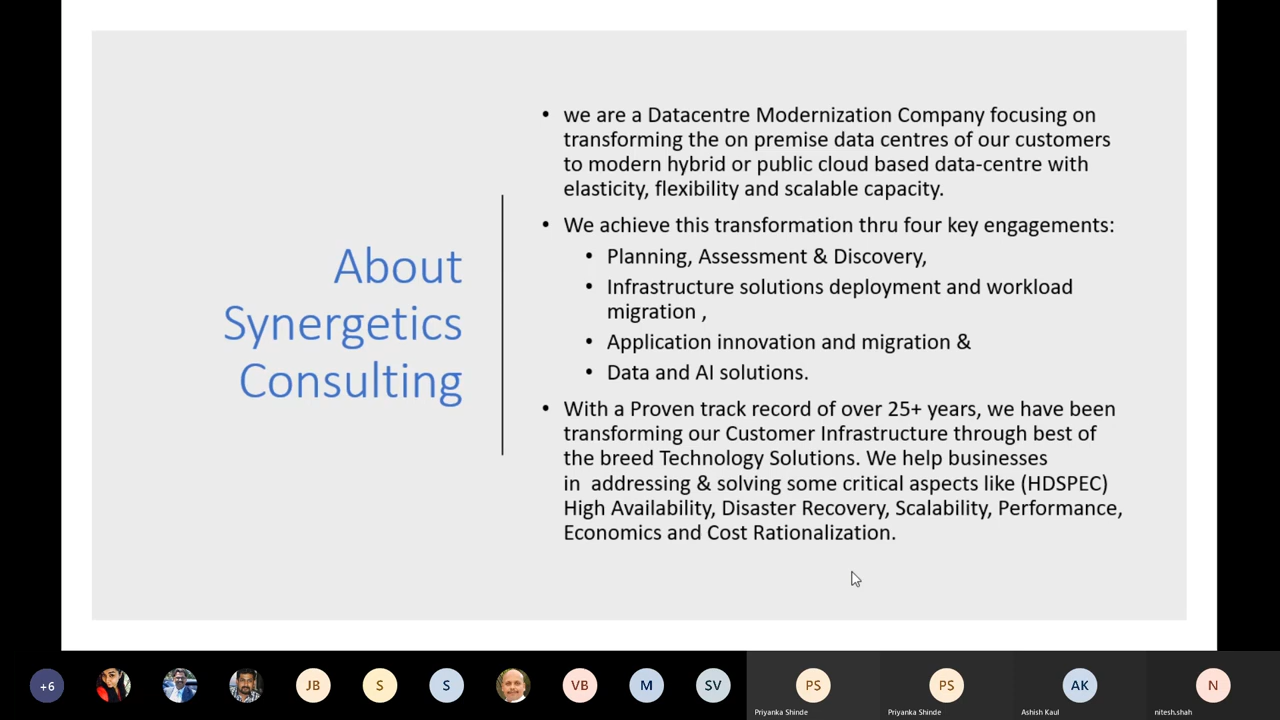 About
Synergetics
Consulting
• we are a Datacentre Modernization Company focusing on
transforming the on premise data centres of our customers
to modern hybrid or public cloud based data-centre with
elasticity, flexibility and scalable capacity.
• We achieve this transformation thru four key engagements:
• Planning, Assessment & Discovery,
• Infrastructure solutions deployment and workload
migration ,
• Application innovation and migration &
• Data and AI solutions.
• With a Proven track record of over 25+ years, we have been
transforming our Customer Infrastructure through best of
the breed Technology Solutions. We help businesses
in  addressing & solving some critical aspects like (HDSPEC)
High Availability, Disaster Recovery, Scalability, Performance,
Economics and Cost Rationalization.
+6
JB
S
S
VB
M
SV
PS
Priyanka Shinde
PS
Priyanka Shinde
AK
Ashish Kaul
N
nitesh.shah